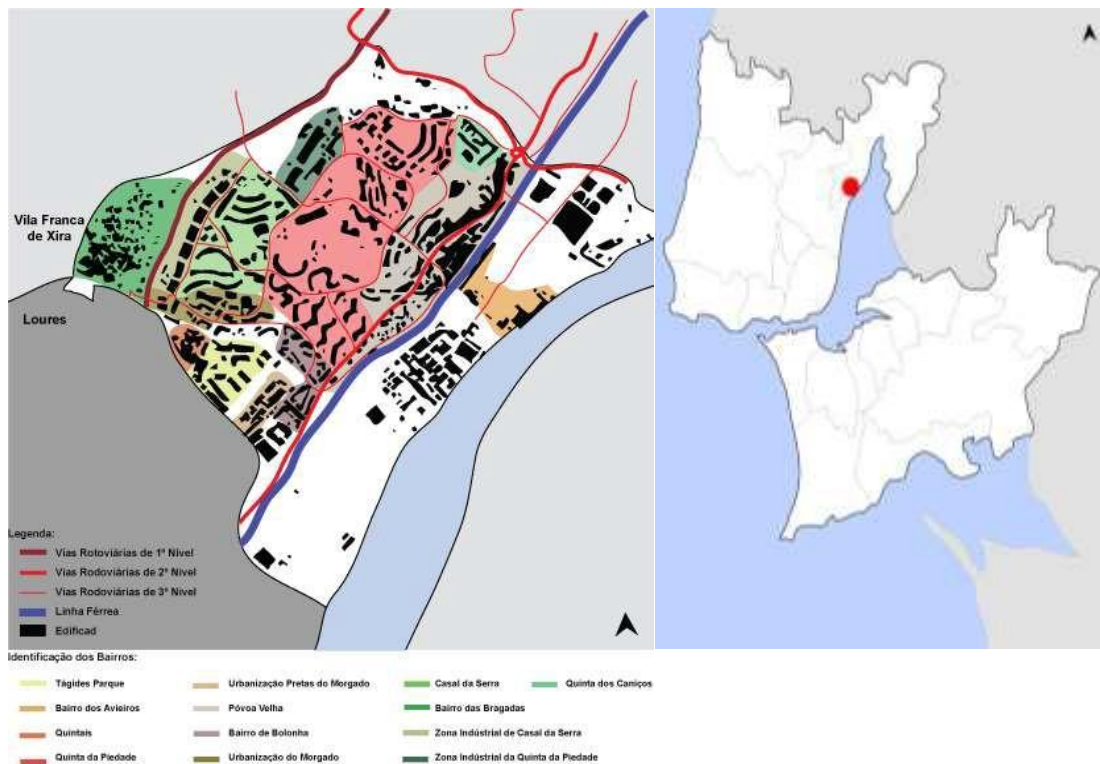 Vila Franca
de Xira
Loures
Legenda:
Vias Rotoviárias de 1º Nível
Vias Rodoviárias de 2º Nível
Vias Rodoviárias de 3º Nível
Linha Férrea
Edificad
Identificação dos Bairros:
Tágides Parque
Urbanização Pretas do Morgado
Casal da Serra
Quinta dos Caniços
Bairro dos Avieiros
Póvoa Velha
Bairro das Bragadas
Quintais
Bairro de Bolonha
Zona Indústrial de Casal da Serra
Quinta da Piedade
Urbanização do Morgado
Zona Indústrial da Quinta da Piedade